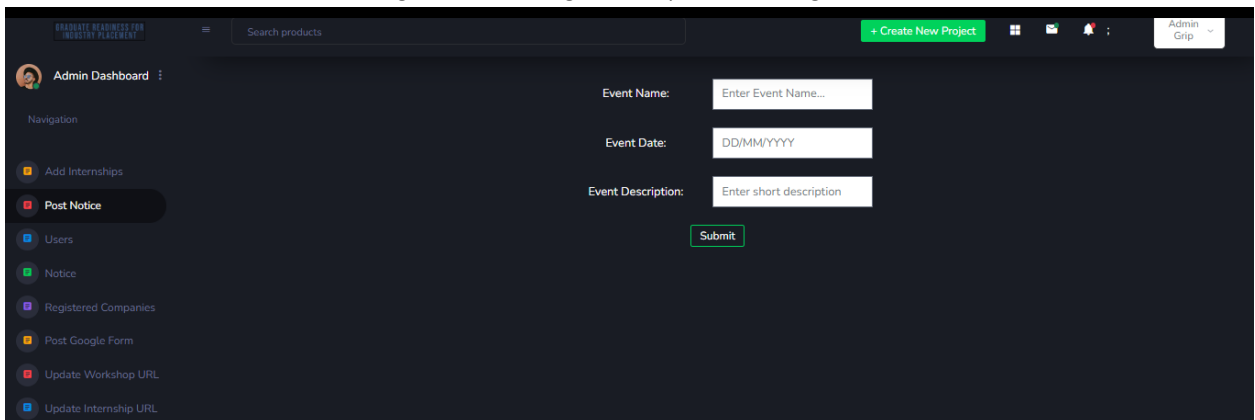 GRADUATE READINESS FOR
INDUSTRY PLACEMENT
Search products
+ Create New Project
;
Admin
Grip
Admin Dashboard
Navigation
Event Name:
Enter Event Name...
Event Date:
DD/MM/YYYY
Event Description:
Enter short description
Submit
Add Internships
Post Notice
Users
Notice
Registered Companies
Post Google Form
Update Workshop URL
Update Internship URL